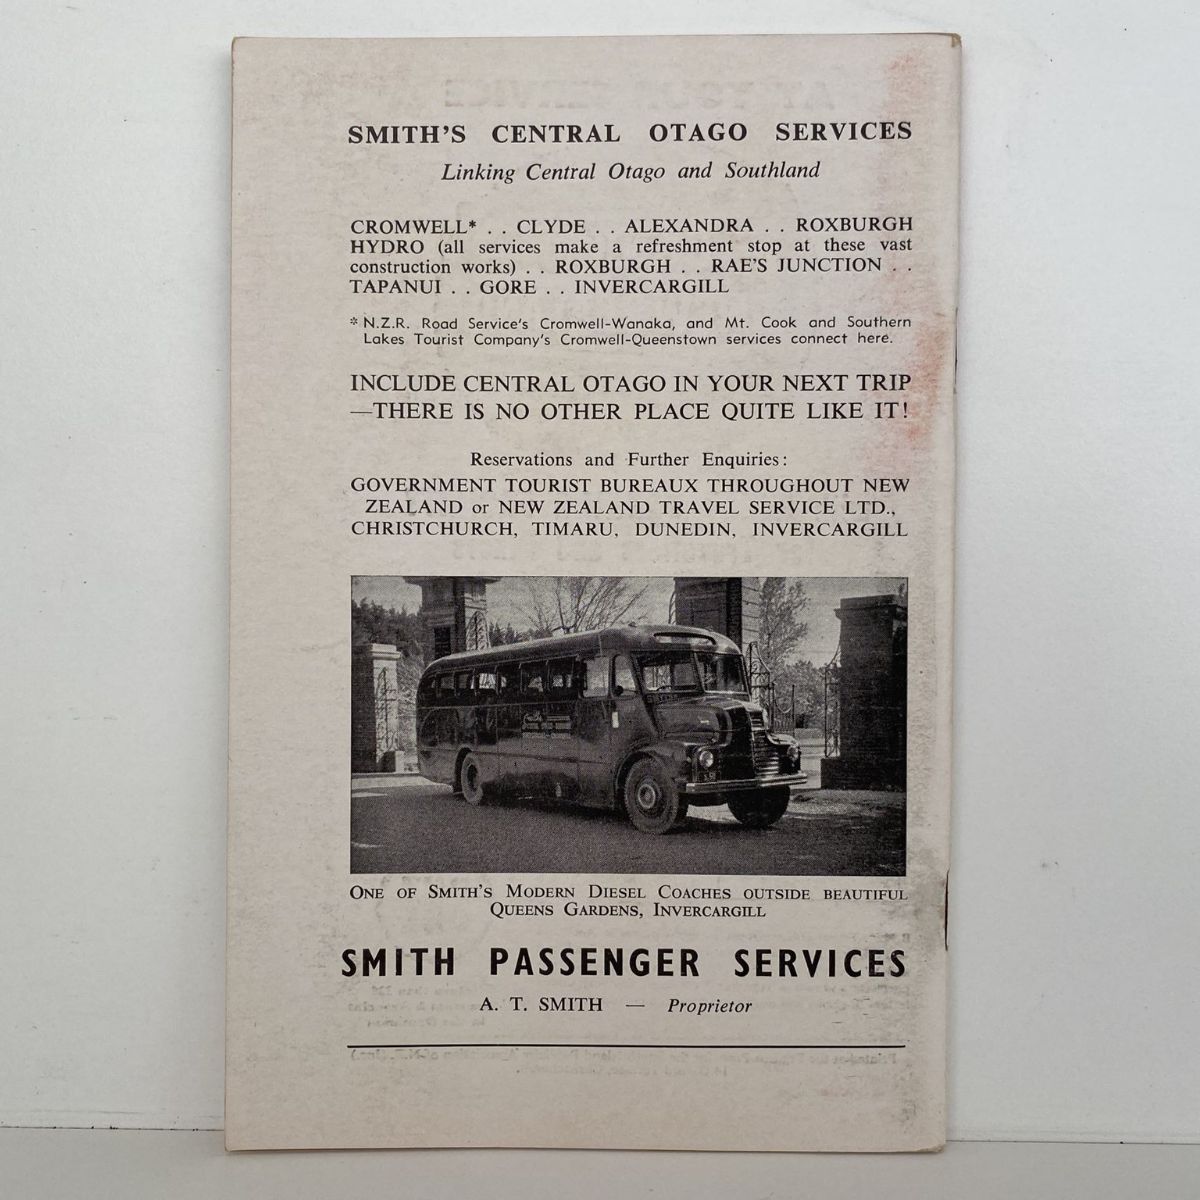 SMITH'S CENTRAL OTAGO SERVICES
Linking Central Otago and Southland
CROMWELL* . . CLYDE . . ALEXANDRA . . ROXBURGH
HYDRO (all services make a refreshment stop at these vast
construction works) . . ROXBURGH . . RAE'S JUNCTION . .
TAPANUI . . GORE . . INVERCARGILL
* N.Z.R. Road Service's Cromwell-Wanaka, and Mt. Cook and Southern
Lakes Tourist Company's Cromwell-Queenstown services connect here.
INCLUDE CENTRAL OTAGO IN YOUR NEXT TRIP
—THERE IS NO OTHER PLACE QUITE LIKE IT!
Reservations and Further Enquiries:
GOVERNMENT TOURIST BUREAUX THROUGHOUT NEW
ZEALAND or NEW ZEALAND TRAVEL SERVICE LTD.,
CHRISTCHURCH, TIMARU, DUNEDIN, INVERCARGILL
ONE OF SMITH'S MODERN DIESEL COACHES OUTSIDE BEAUTIFUL
QUEENS GARDENS, INVERCARGILL
SMITH PASSENGER SERVICES
A. T. SMITH — Proprietor